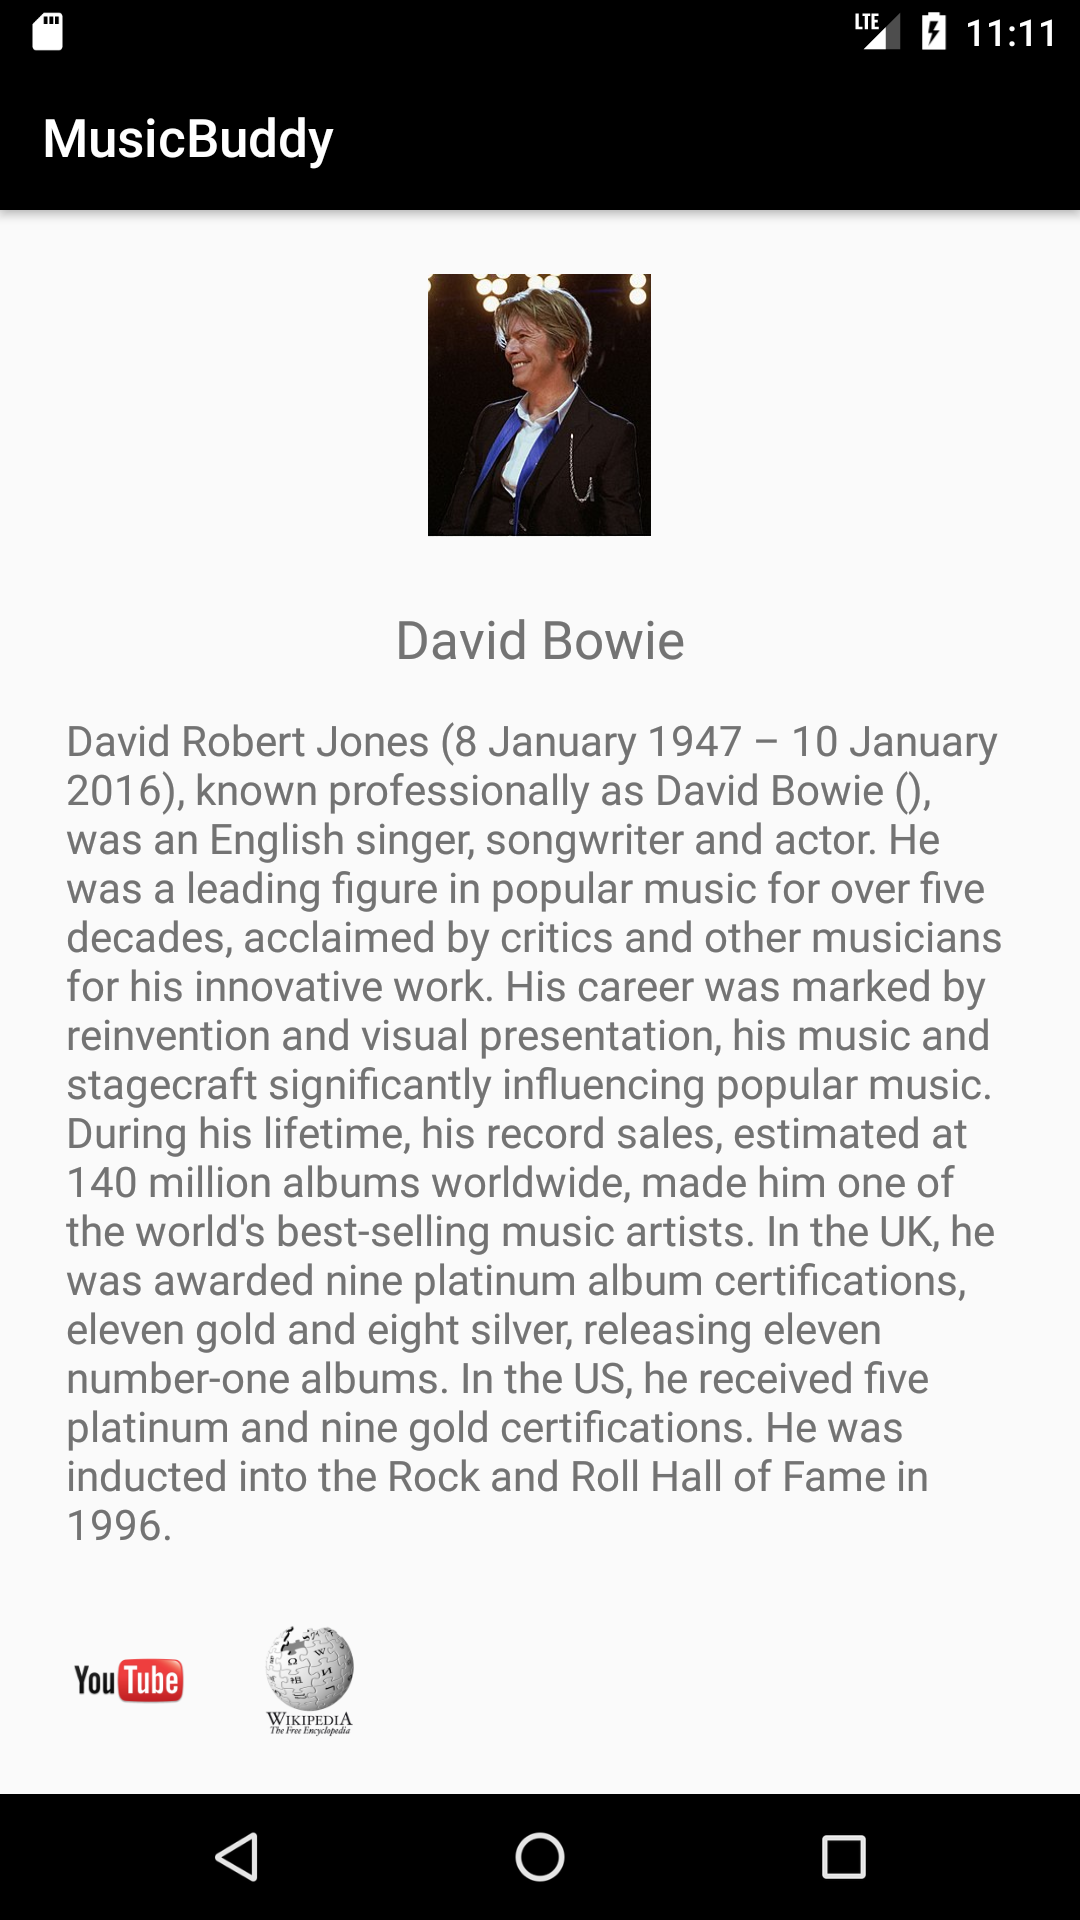 LTE 11:11
MusicBuddy
David Bowie
David Robert Jones (8 January 1947 – 10 January
2016), known professionally as David Bowie (),
was an English singer, songwriter and actor. He
was a leading figure in popular music for over five
decades, acclaimed by critics and other musicians
for his innovative work. His career was marked by
reinvention and visual presentation, his music and
stagecraft significantly influencing popular music.
During his lifetime, his record sales, estimated at
140 million albums worldwide, made him one of
the world's best-selling music artists. In the UK, he
was awarded nine platinum album certifications,
eleven gold and eight silver, releasing eleven
number-one albums. In the US, he received five
platinum and nine gold certifications. He was
inducted into the Rock and Roll Hall of Fame in
1996.
YouTube
WIKIPEDIA
The Free Encyclopedia